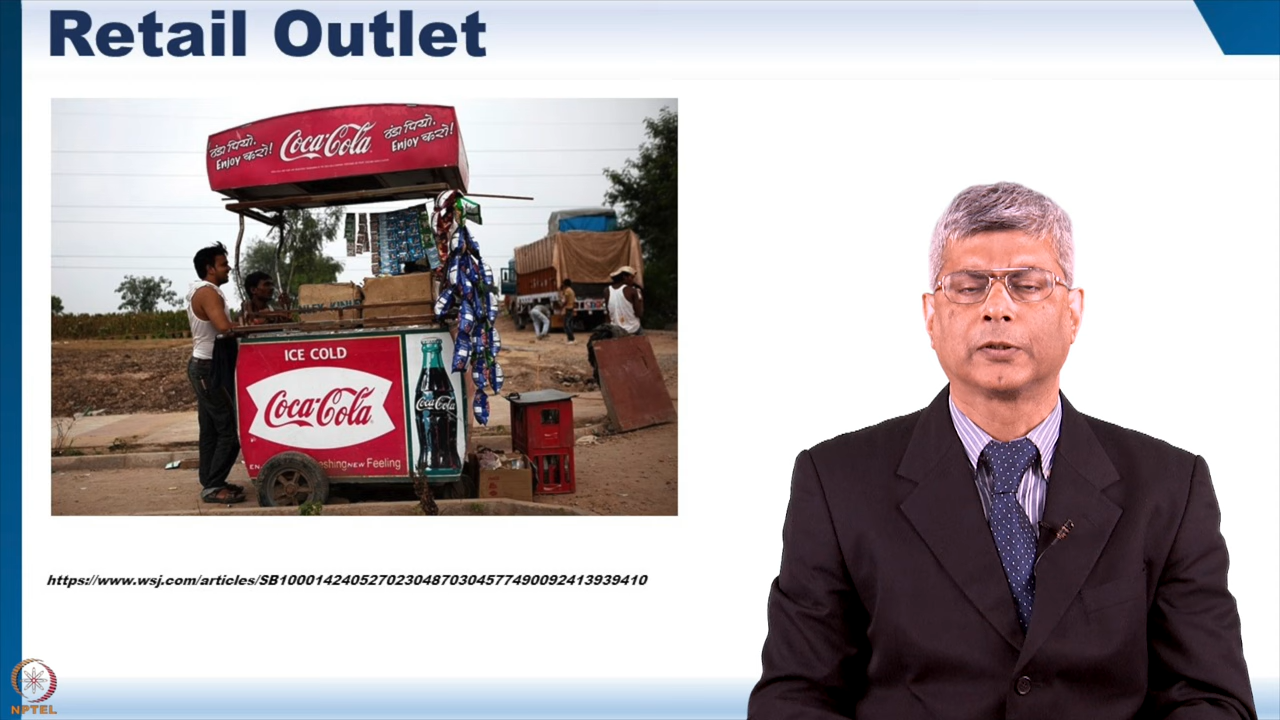 Retail Outlet
ठंडा पियो,
Enjoy करो!
Coca-Cola
ठंडा पियो,
Enjoy करो!
ICE COLD
Coca-Cola
Coca-Cola
Feeling
https://www.wsj.com/articles/SB10001424052702304870304577490092413939410
NPTEL